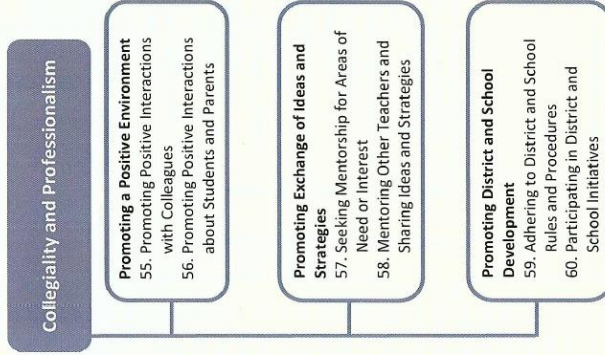 Collegiality and Professionalism
Promoting a Positive Environment
55. Promoting Positive Interactions
with Colleagues
56. Promoting Positive Interactions
about Students and Parents
Promoting Exchange of Ideas and
Strategies
57. Seeking Mentorship for Areas of
Need or Interest
58. Mentoring Other Teachers and
Sharing Ideas and Strategies
Promoting District and School
Development
59. Adhering to District and School
Rules and Procedures
60. Participating in District and
School Initiatives